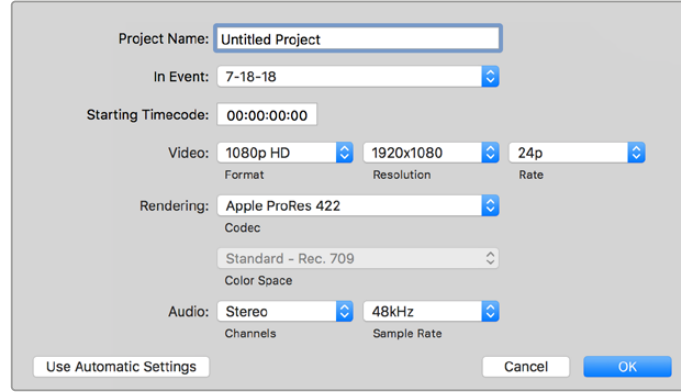 Project Name: Untitled Project
In Event: 7-18-18
Starting Timecode: 00:00:00:00
Video: 1080p HD 1920x1080 24p
Format Resolution Rate
Rendering: Apple ProRes 422
Codec
Standard - Rec. 709
Color Space
Audio: Stereo 48kHz
Channels Sample Rate
Use Automatic Settings Cancel OK